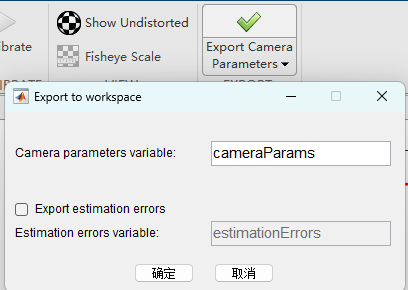 Show Undistorted
ibrate
Fisheye Scale
Export Camera
Parameters
Export to workspace
Camera parameters variable:
cameraParams
Export estimation errors
Estimation errors variable:
estimationErrors
确定
取消